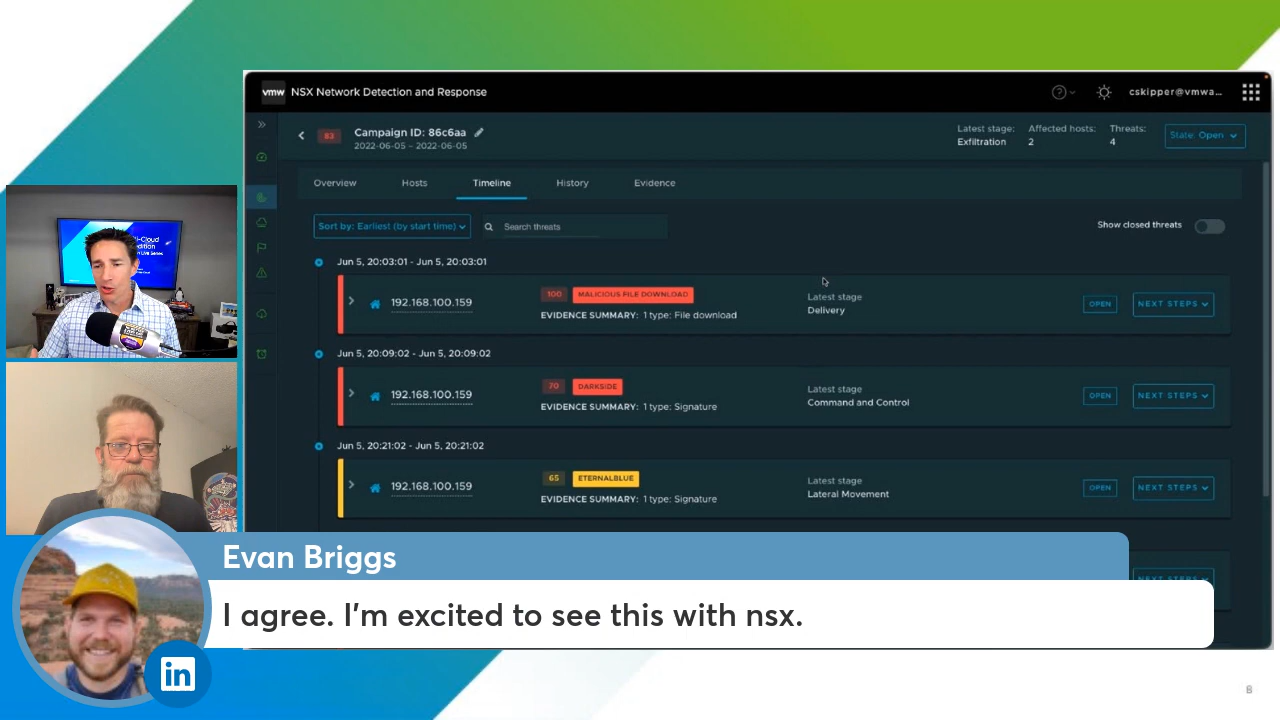 vmw NSX Network Detection and Response
cskipper@vmwa...
83 Campaign ID: 86c6aa
2022-06-05 – 2022-06-05
Latest stage: Affected hosts: Threats:
Exfiltration 2 4
State: Open
Overview Hosts Timeline History Evidence
Sort by: Earliest (by start time)
Search threats
Show closed threats
Jun 5, 20:03:01 - Jun 5, 20:03:01
192.168.100.159
100 MALICIOUS FILE DOWNLOAD
EVIDENCE SUMMARY: 1 type: File download
Latest stage
Delivery
OPEN NEXT STEPS
Jun 5, 20:09:02 - Jun 5, 20:09:02
192.168.100.159
70 DARKSIDE
EVIDENCE SUMMARY: 1 type: Signature
Latest stage
Command and Control
OPEN NEXT STEPS
Jun 5, 20:21:02 - Jun 5, 20:21:02
192.168.100.159
65 ETERNALBLUE
EVIDENCE SUMMARY: 1 type: Signature
Latest stage
Lateral Movement
OPEN NEXT STEPS
NEXT STEPS
Evan Briggs
I agree. I'm excited to see this with nsx.
in
8